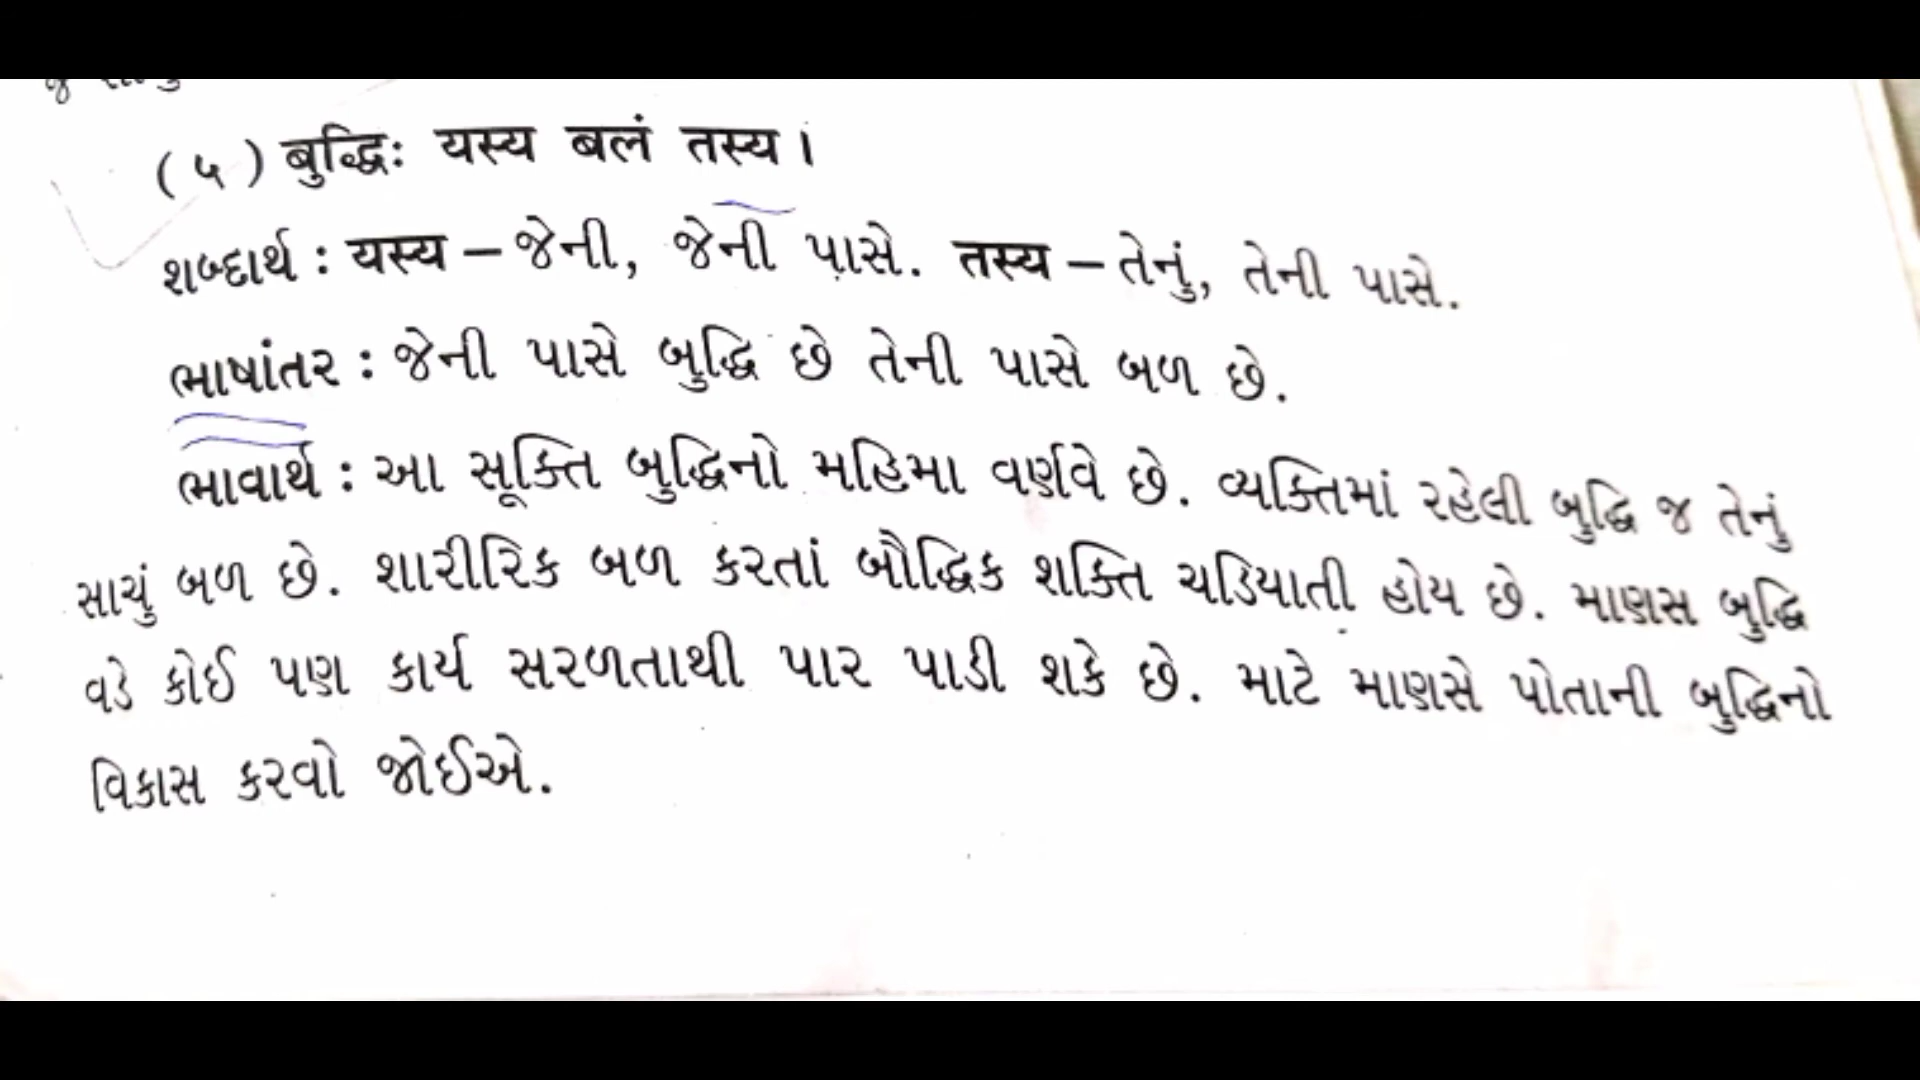 (૫) बुद्धिः यस्य बलं तस्य।
શબ્દાર્થ : यस्य – જેની, જેની પાસે. तस्य – તેનું, તેની પાસે.
ભાષાંતર : જેની પાસે બુદ્ધિ છે તેની પાસે બળ છે.
ભાવાર્થ : આ સૂક્તિ બુદ્ધિનો મહિમા વર્ણવે છે. વ્યક્તિમાં રહેલી બુદ્ધિ જ તેનું
સાચું બળ છે. શારીરિક બળ કરતાં બૌદ્ધિક શક્તિ ચડિયાતી હોય છે. માણસ બુદ્ધિ
વડે કોઈ પણ કાર્ય સરળતાથી પાર પાડી શકે છે. માટે માણસે પોતાની બુદ્ધિનો
વિકાસ કરવો જોઈએ.